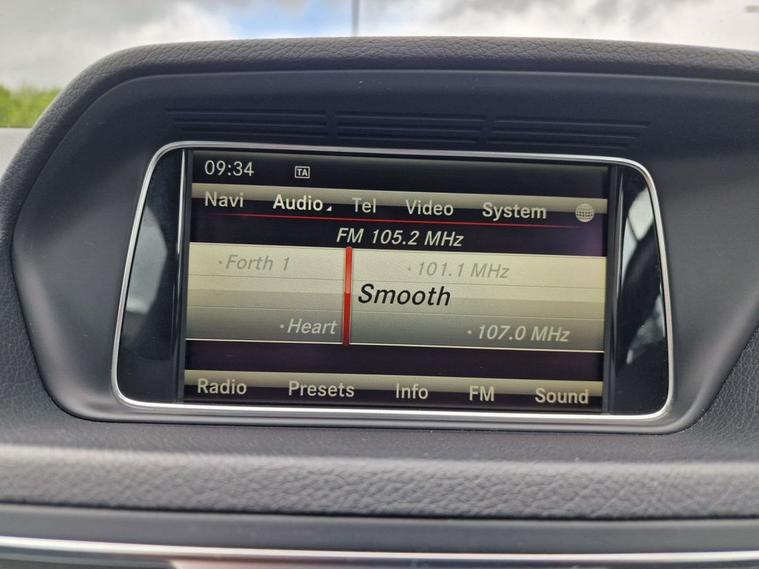 09:34 TA
Navi Audio Tel Video System
FM 105.2 MHz
·Forth 1 ·101.1 MHz
Smooth
·Heart ·107.0 MHz
Radio Presets Info FM Sound